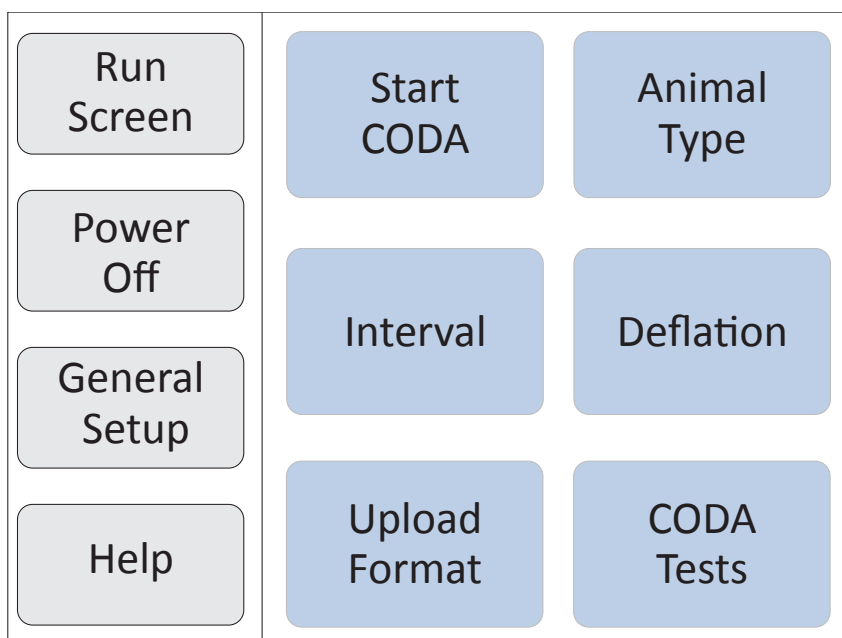 Run
Screen
Power
Off
General
Setup
Help
Start
CODA
Animal
Type
Interval
Deflation
Upload
Format
CODA
Tests